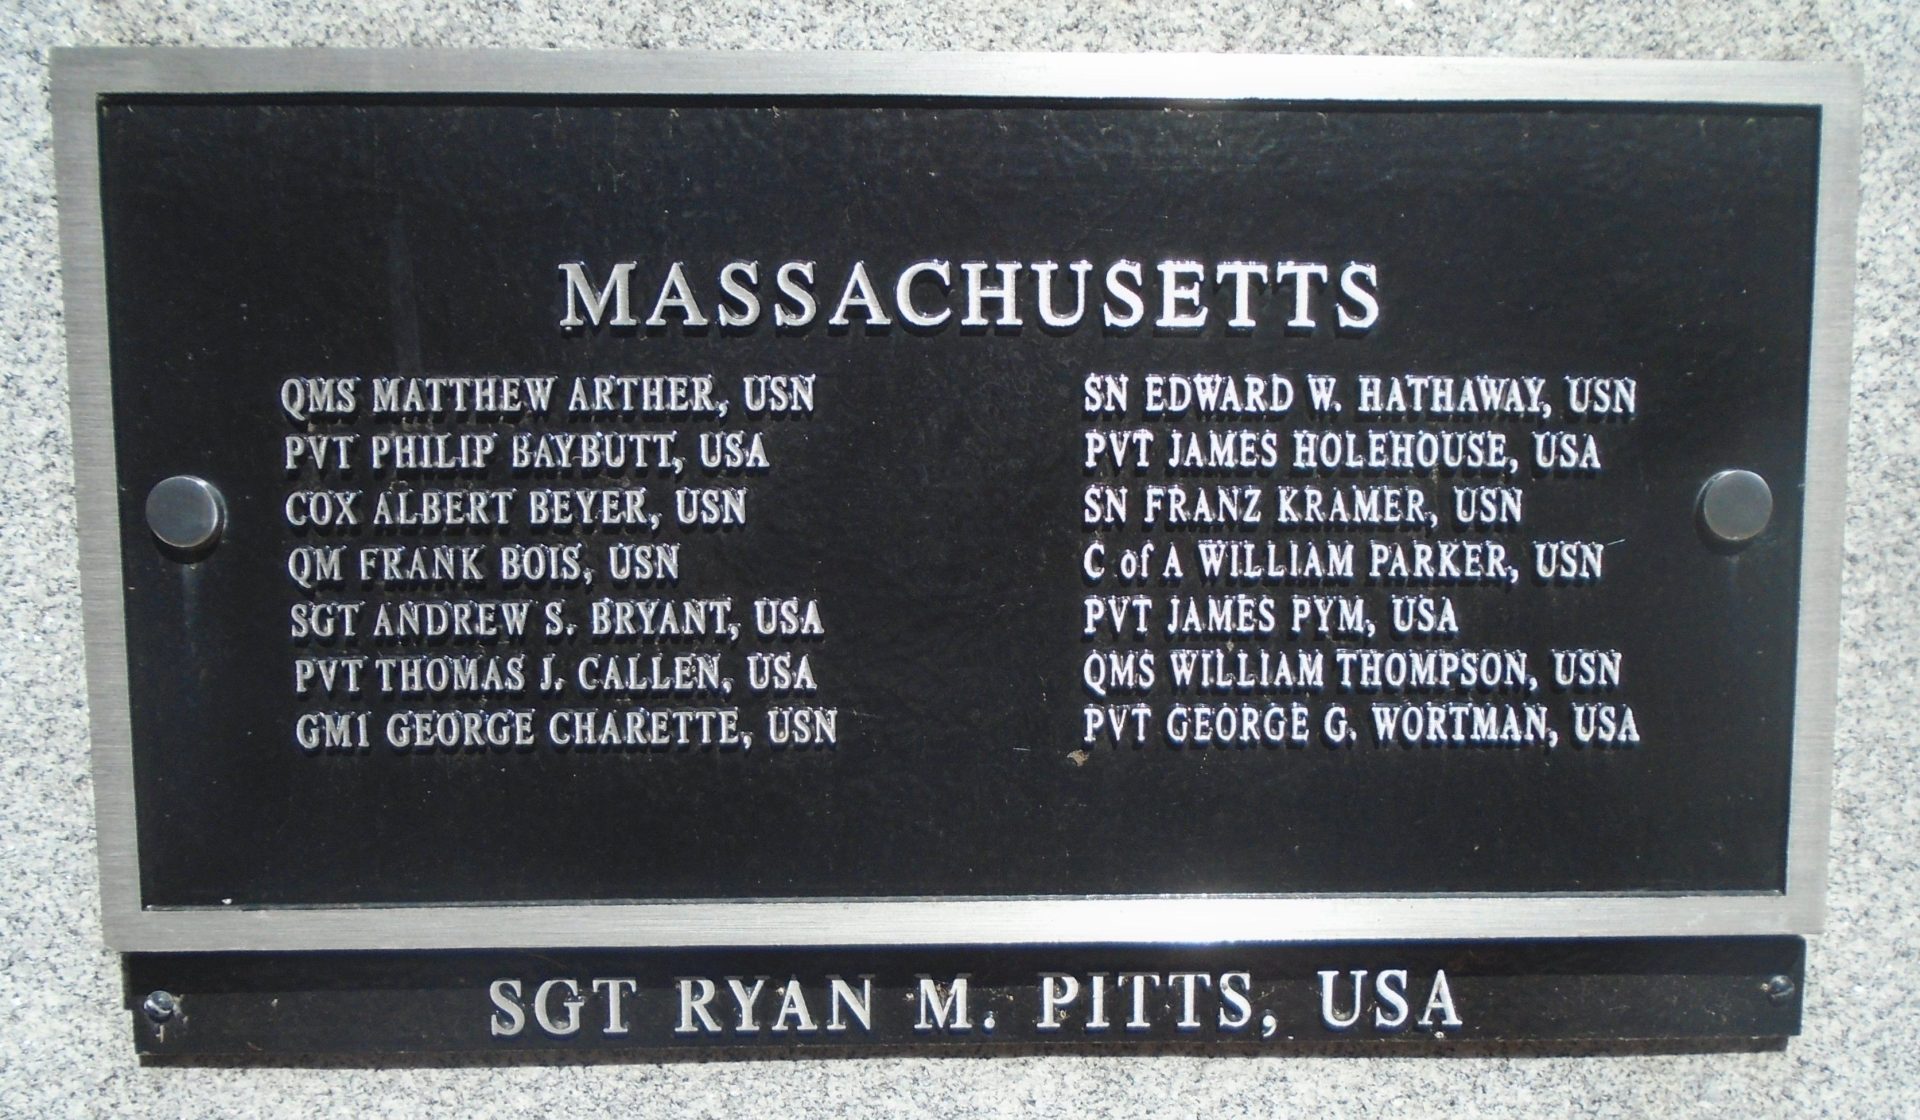 MASSACHUSETTS
QMS MATTHEW ARTHER, USN
PVT PHILIP BAYBUTT, USA
COX ALBERT BEYER, USN
QM FRANK BOIS, USN
SGT ANDREW S. BRYANT, USA
PVT THOMAS J. CALLEN, USA
GM1 GEORGE CHARETTE, USN
SN EDWARD W. HATHAWAY, USN
PVT JAMES HOLEHOUSE, USA
SN FRANZ KRAMER, USN
C of A WILLIAM PARKER, USN
PVT JAMES PYM, USA
QMS WILLIAM THOMPSON, USN
PVT GEORGE G. WORTMAN, USA
SGT RYAN M. PITTS, USA